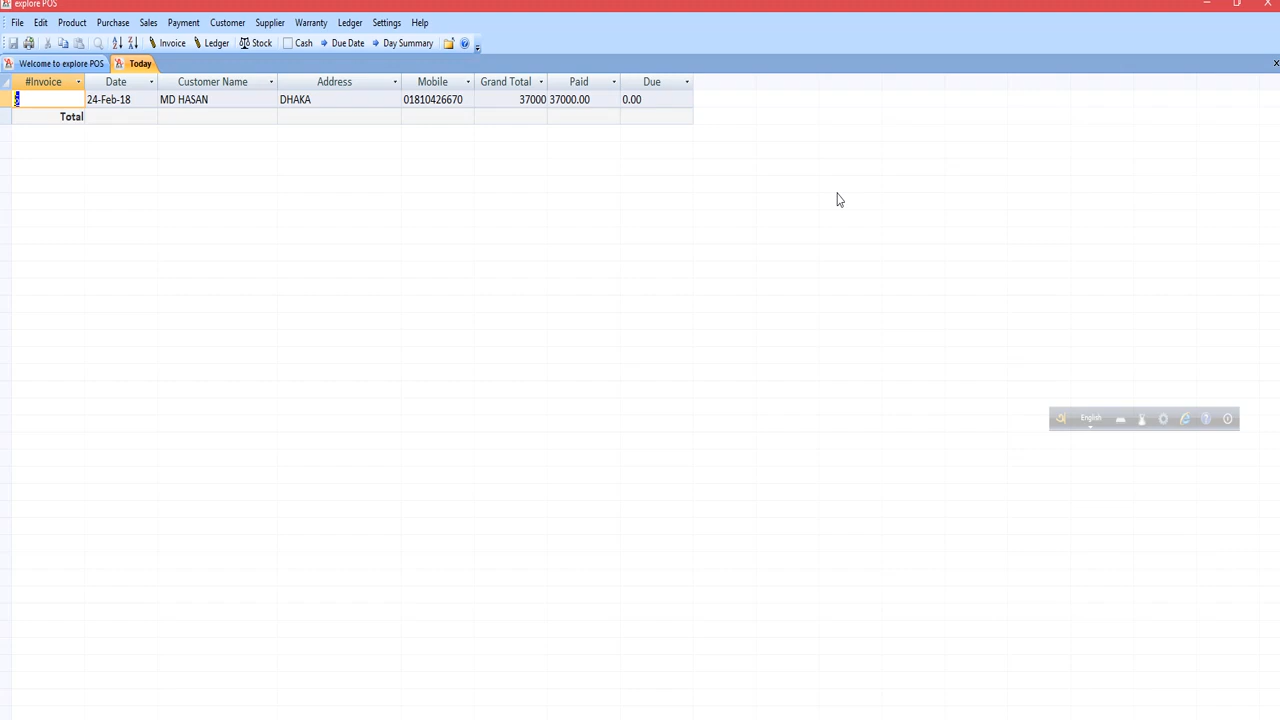 explore POS
File Edit Product Purchase Sales Payment Customer Supplier Warranty Ledger Settings Help
Invoice Ledger Stock Cash Due Date Day Summary
Welcome to explore POS Today
#Invoice Date Customer Name Address Mobile Grand Total Paid Due
24-Feb-18 MD HASAN DHAKA 01810426670 37000 37000.00 0.00
Total
অ English